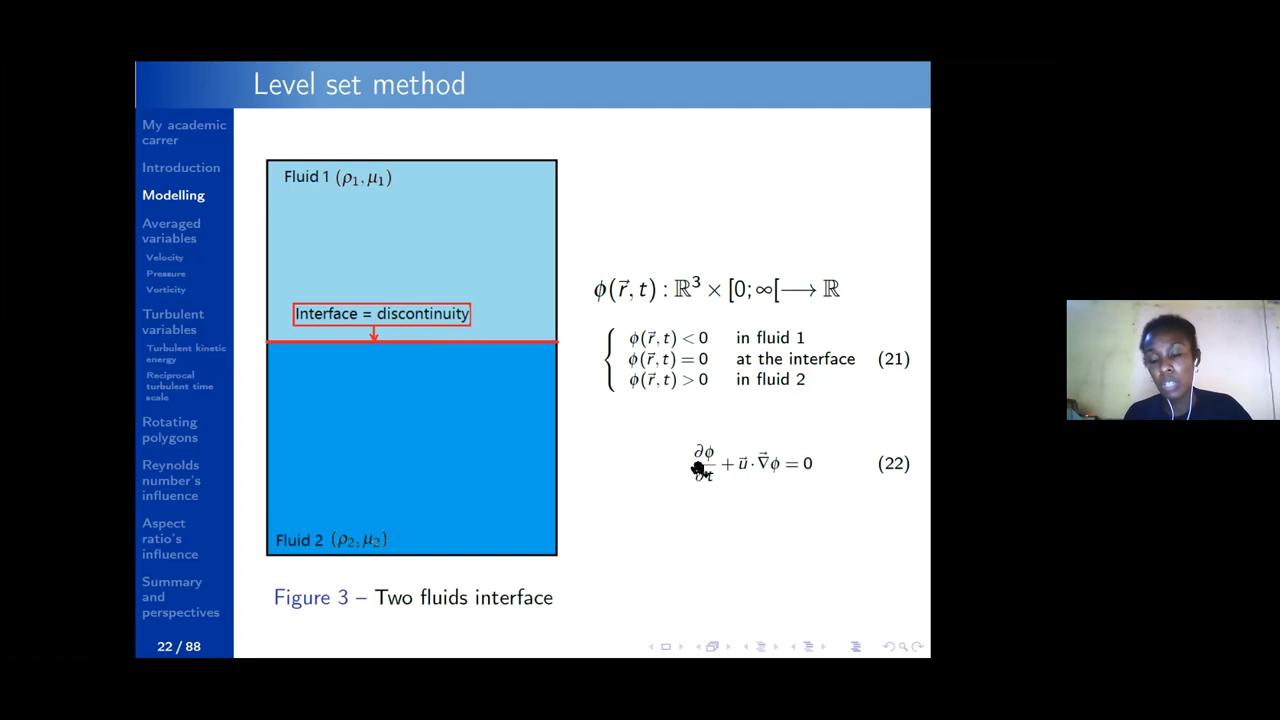 Level set method
My academic
carrer
Introduction
Modelling
Averaged
variables
Velocity
Pressure
Vorticity
Turbulent
variables
Turbulent kinetic
energy
Reciprocal
turbulent time
scale
Rotating
polygons
Reynolds
number's
influence
Aspect
ratio's
influence
Summary
and
perspectives
22 / 88
Fluid 1 (ρ₁, μ₁)
Interface = discontinuity
Fluid 2 (ρ₂, μ₂)
Figure 3 – Two fluids interface
ϕ(r⃗, t) : ℝ³ × [0; ∞[ ⟶ ℝ
ϕ(r⃗, t) < 0 in fluid 1
ϕ(r⃗, t) = 0 at the interface (21)
ϕ(r⃗, t) > 0 in fluid 2
∂ϕ/∂t + u⃗ · ∇⃗ϕ = 0 (22)